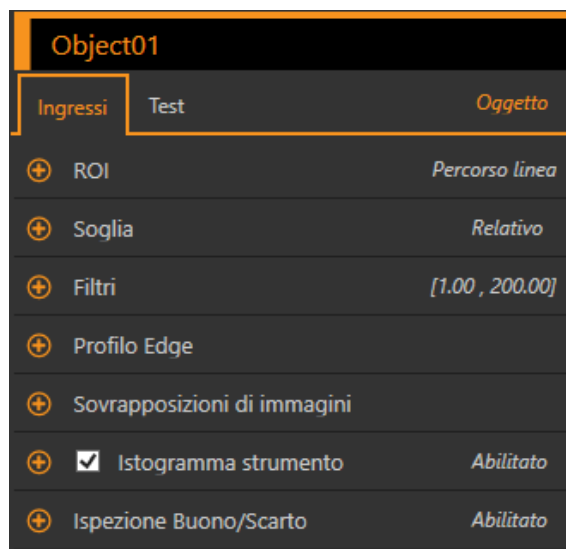 Object01
Ingressi Test Oggetto
ROI Percorso linea
Soglia Relativo
Filtri [1.00 , 200.00]
Profilo Edge
Sovrapposizioni di immagini
Istogramma strumento Abilitato
Ispezione Buono/Scarto Abilitato